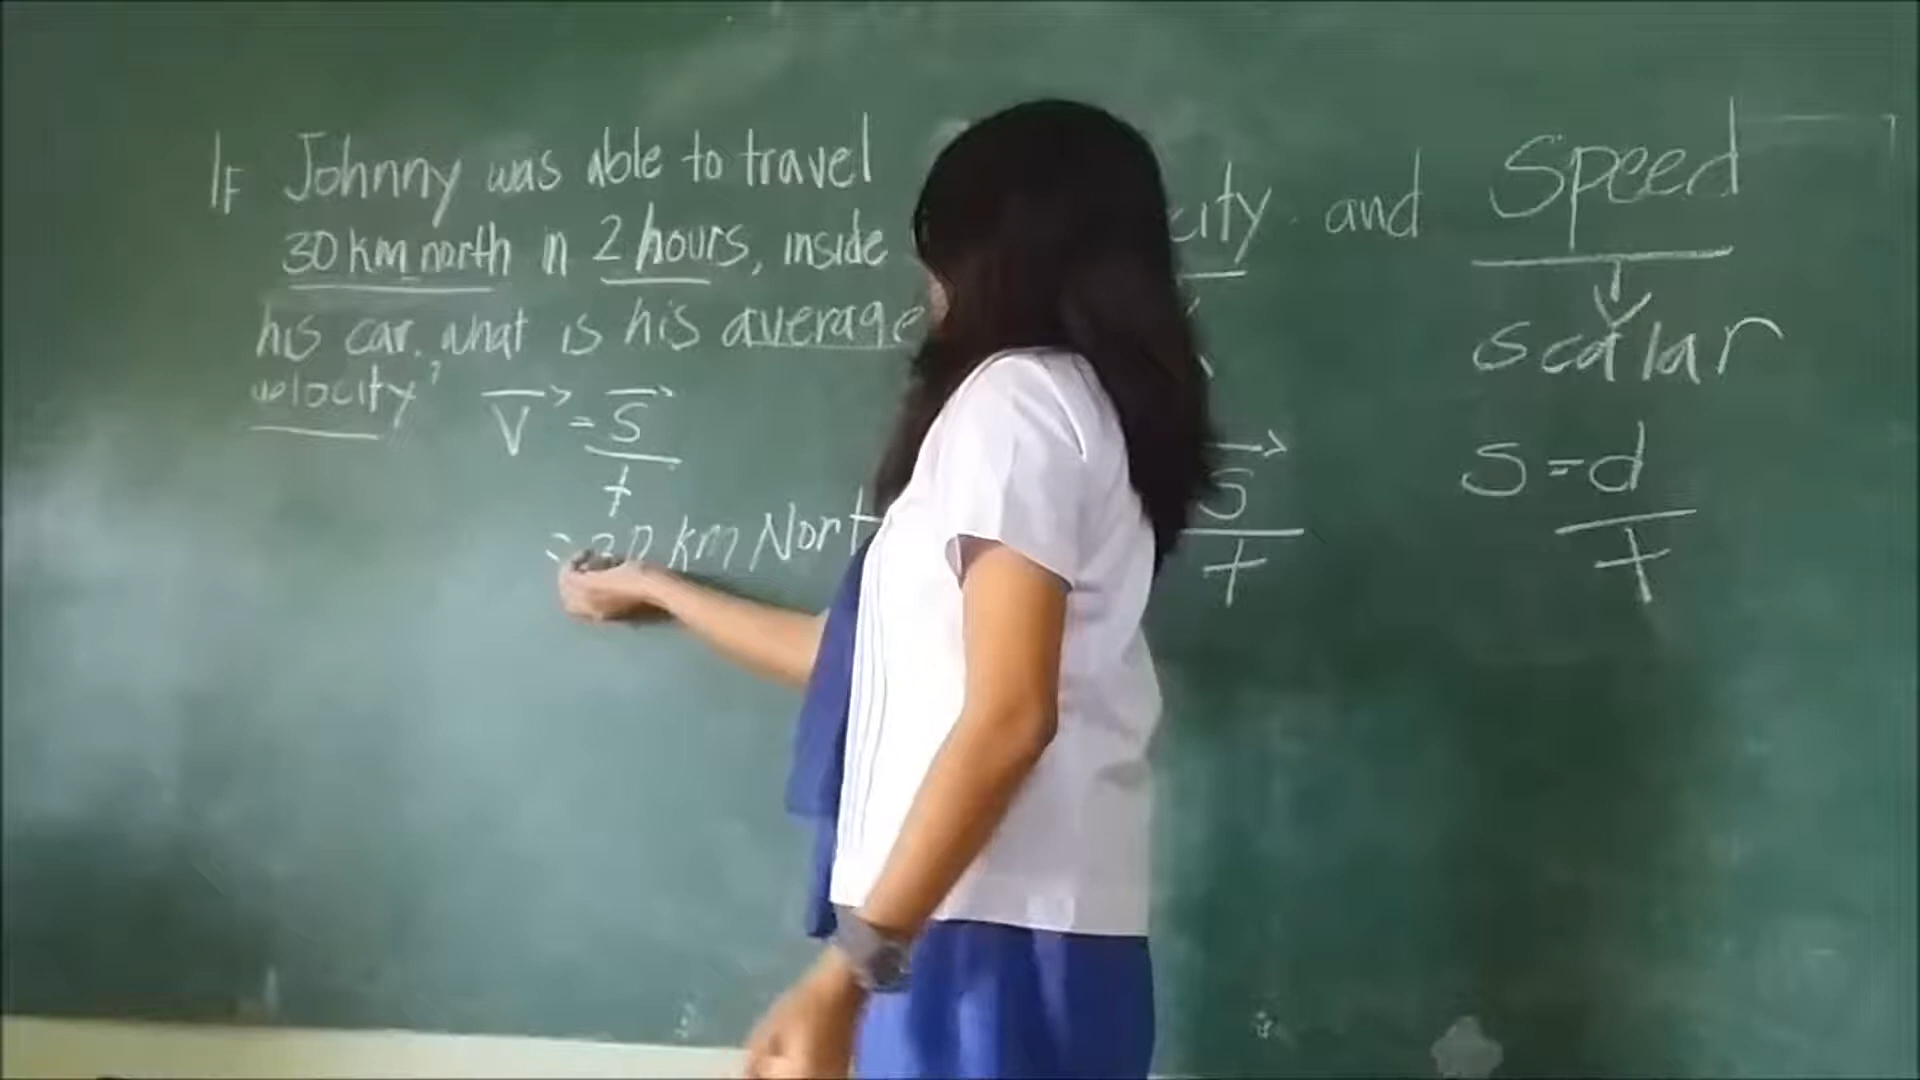 If Johnny was able to travel
30 km north in 2 hours, inside
his car. what is his average
velocity?
V = S
t
= 30 km Nort
city and Speed
scalar
S
t
S = d
t